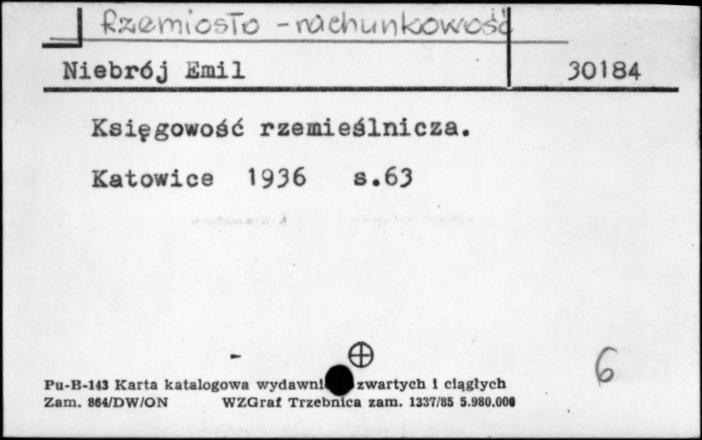 Rzemiosło - rachunkowość
Niebrój Emil 30184
Księgowość rzemieślnicza.
Katowice 1936 s.63
6
Pu-B-143 Karta katalogowa zwartych i ciągłych
Zam. 864/DW/ON WZGraf Trzebnica zam. 1337/85 5.980,000